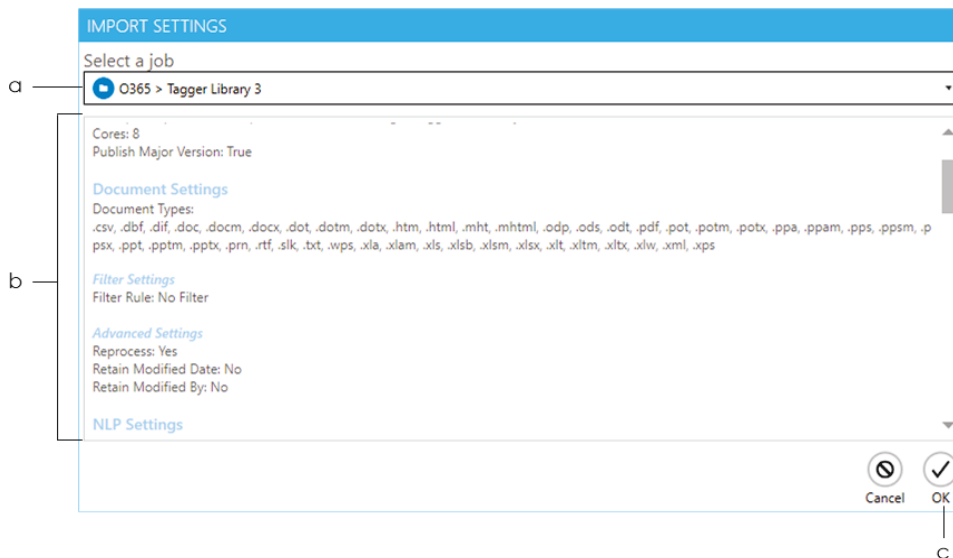 IMPORT SETTINGS
Select a job
a
O365 > Tagger Library 3
b
Cores: 8
Publish Major Version: True
Document Settings
Document Types:
.csv, .dbf, .dif, .doc, .docm, .docx, .dot, .dotm, .dotx, .htm, .html, .mht, .mhtml, .odp, .ods, .odt, .pdf, .pot, .potm, .potx, .ppa, .ppam, .pps, .ppsm, .p
psx, .ppt, .pptm, .pptx, .prn, .rtf, .slk, .txt, .wps, .xla, .xlam, .xls, .xlsb, .xlsm, .xlsx, .xlt, .xltm, .xltx, .xlw, .xml, .xps
Filter Settings
Filter Rule: No Filter
Advanced Settings
Reprocess: Yes
Retain Modified Date: No
Retain Modified By: No
NLP Settings
Cancel
OK
c